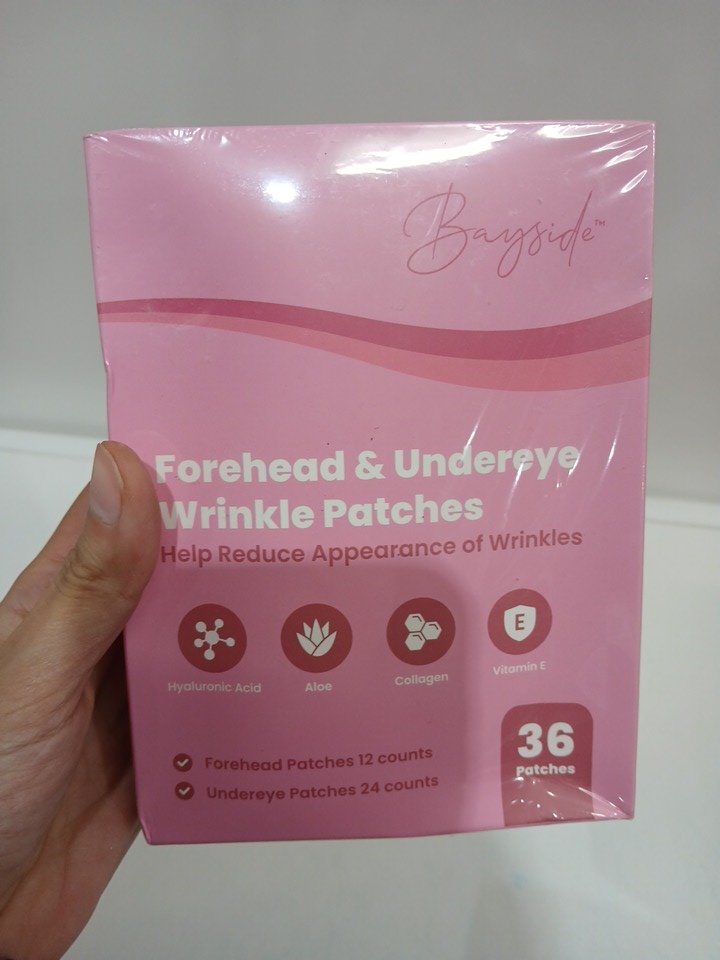 Bayside™
Forehead & Undereye
Wrinkle Patches
Help Reduce Appearance of Wrinkles
Hyaluronic Acid
Aloe
Collagen
E
Vitamin E
Forehead Patches 12 counts
Undereye Patches 24 counts
36
Patches